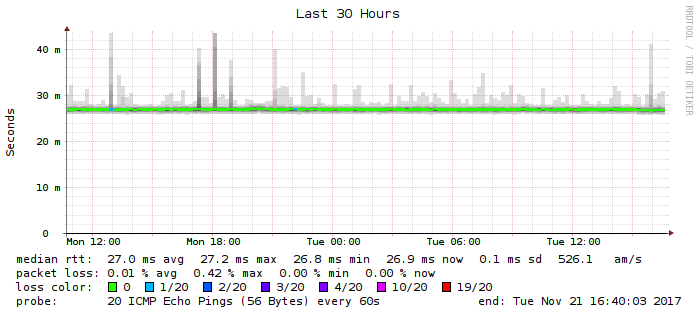 Last 30 Hours
RRDTOOL / TOBI OETIKER
Seconds
40 m
30 m
20 m
10 m
0
Mon 12:00 Mon 18:00 Tue 00:00 Tue 06:00 Tue 12:00
median rtt: 27.0 ms avg 27.2 ms max 26.8 ms min 26.9 ms now 0.1 ms sd 526.1 am/s
packet loss: 0.01 % avg 0.42 % max 0.00 % min 0.00 % now
loss color: 0 1/20 2/20 3/20 4/20 10/20 19/20
probe: 20 ICMP Echo Pings (56 Bytes) every 60s end: Tue Nov 21 16:40:03 2017